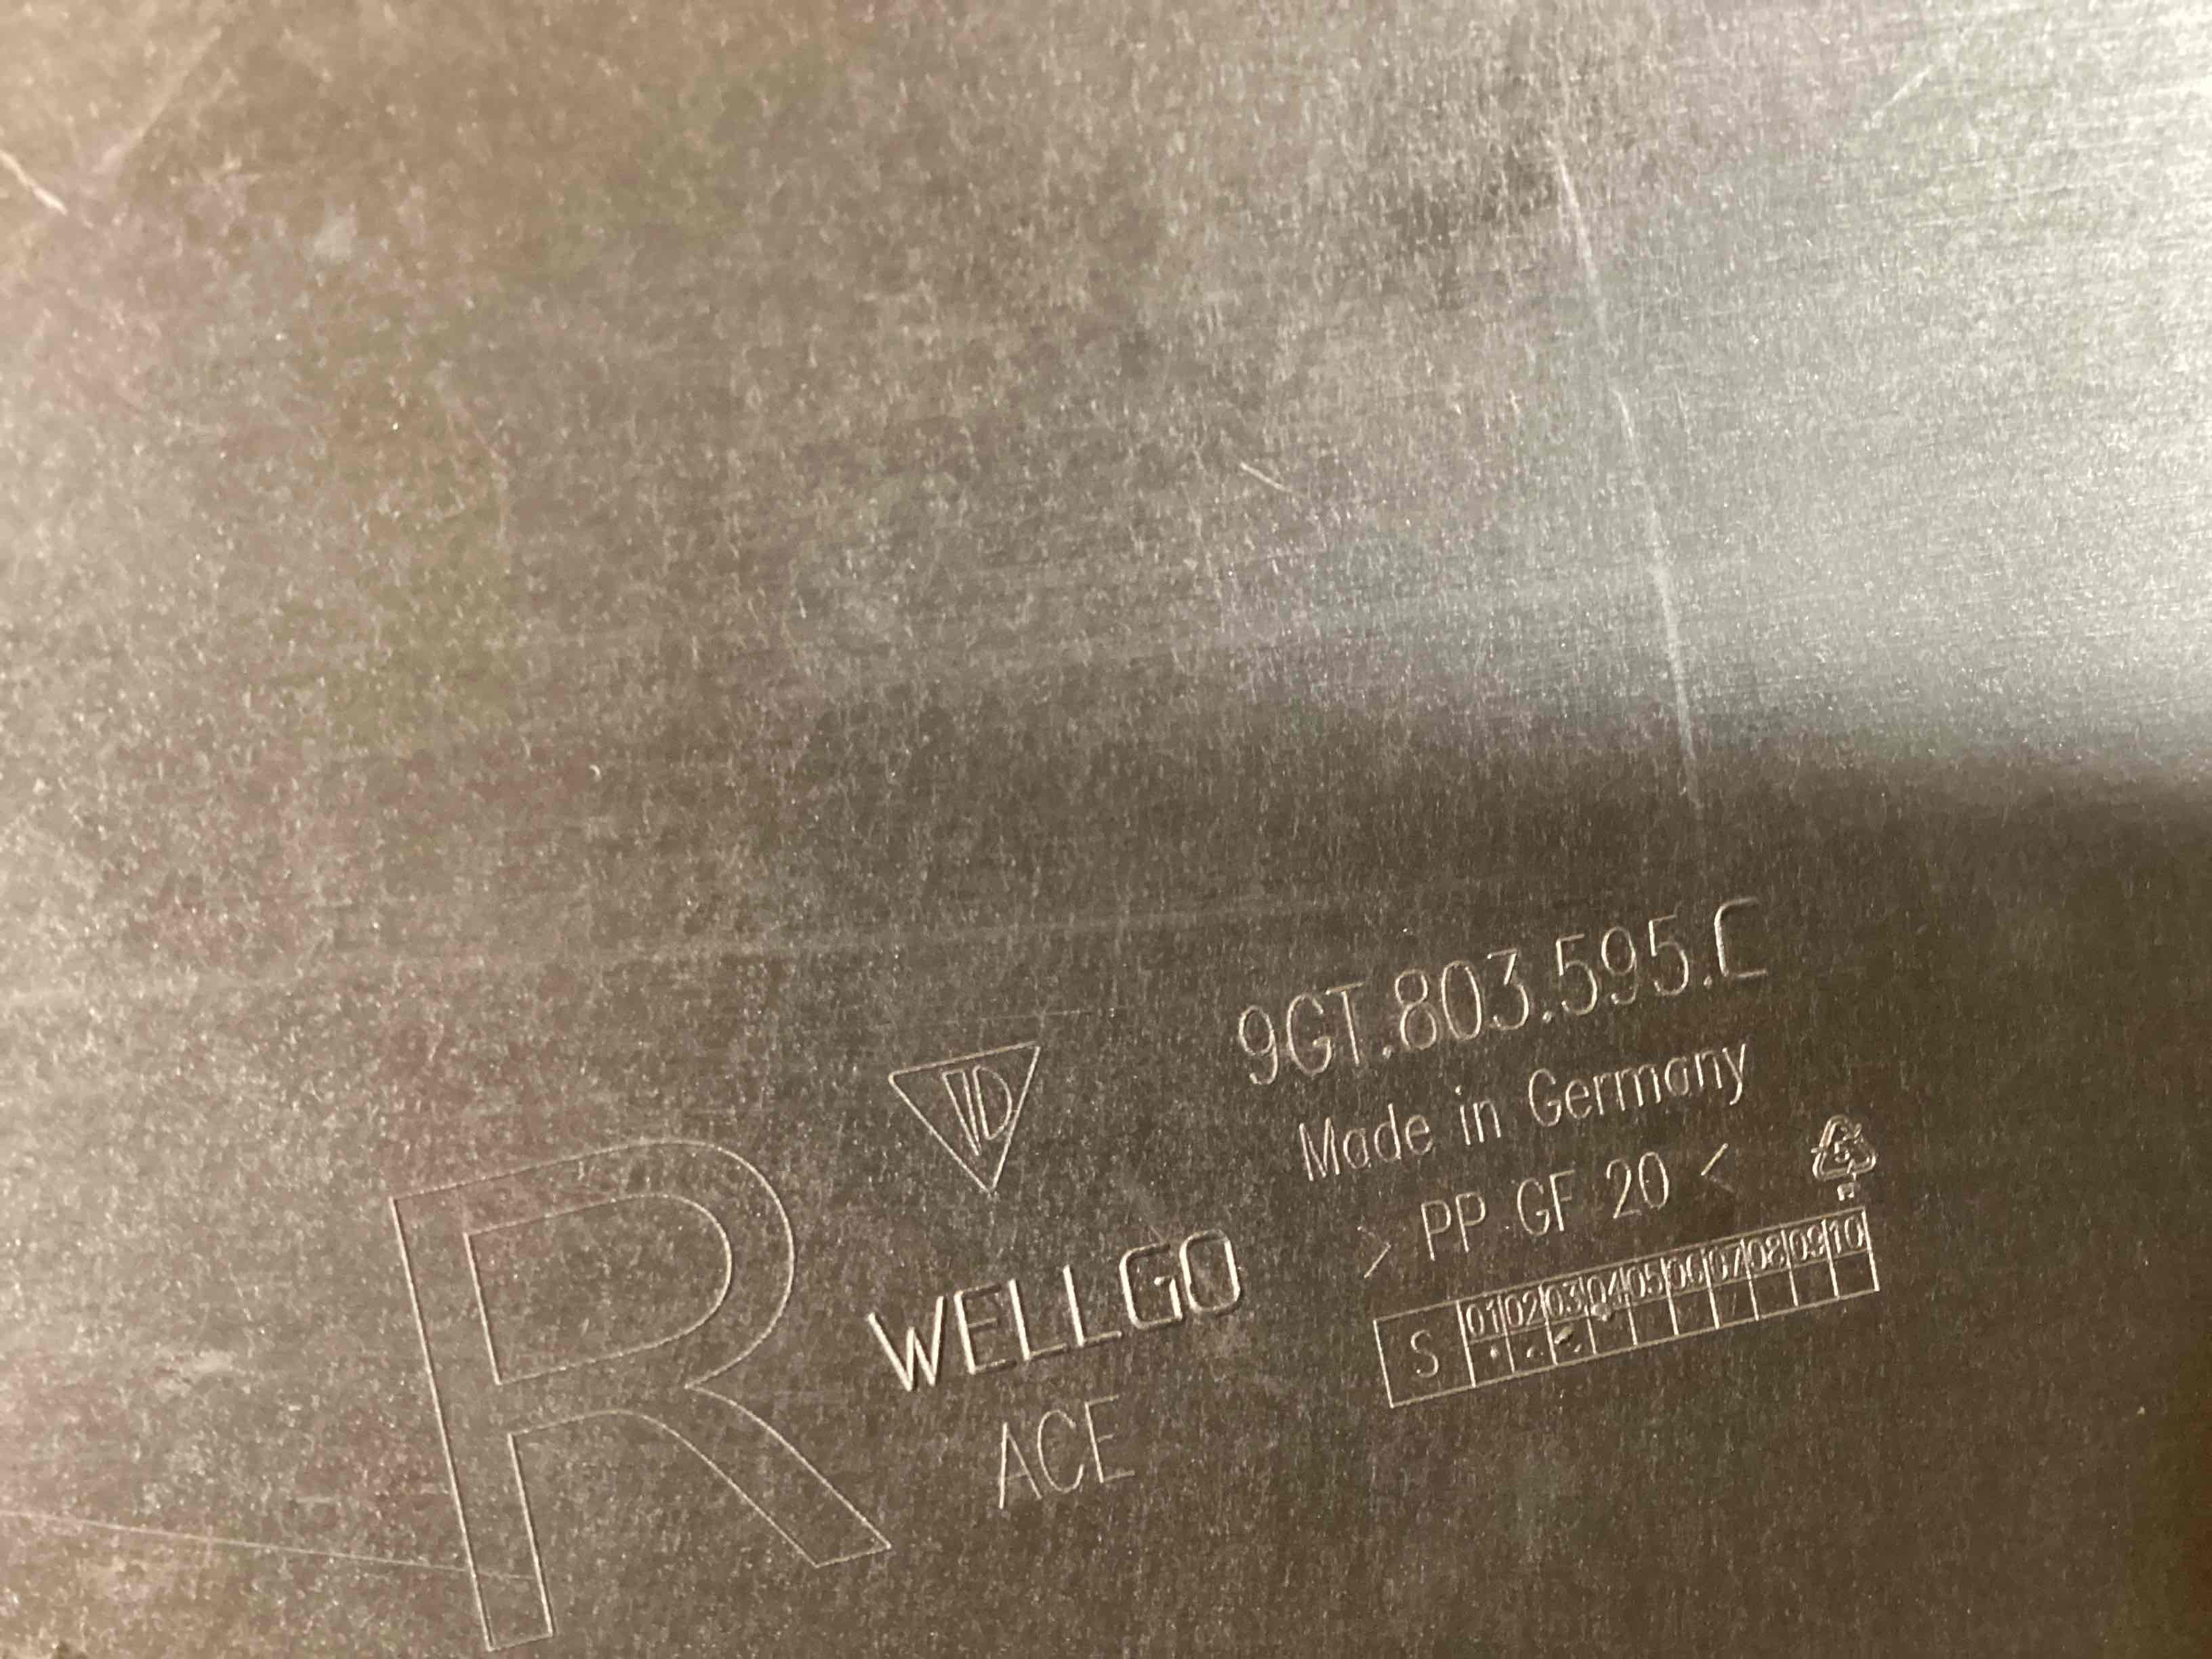 9GT.803.595.C
Made in Germany
> PP GF 20 <
5
S 01 02 03 04 05 06 07 08 09 10
R
WELLGO
ACE